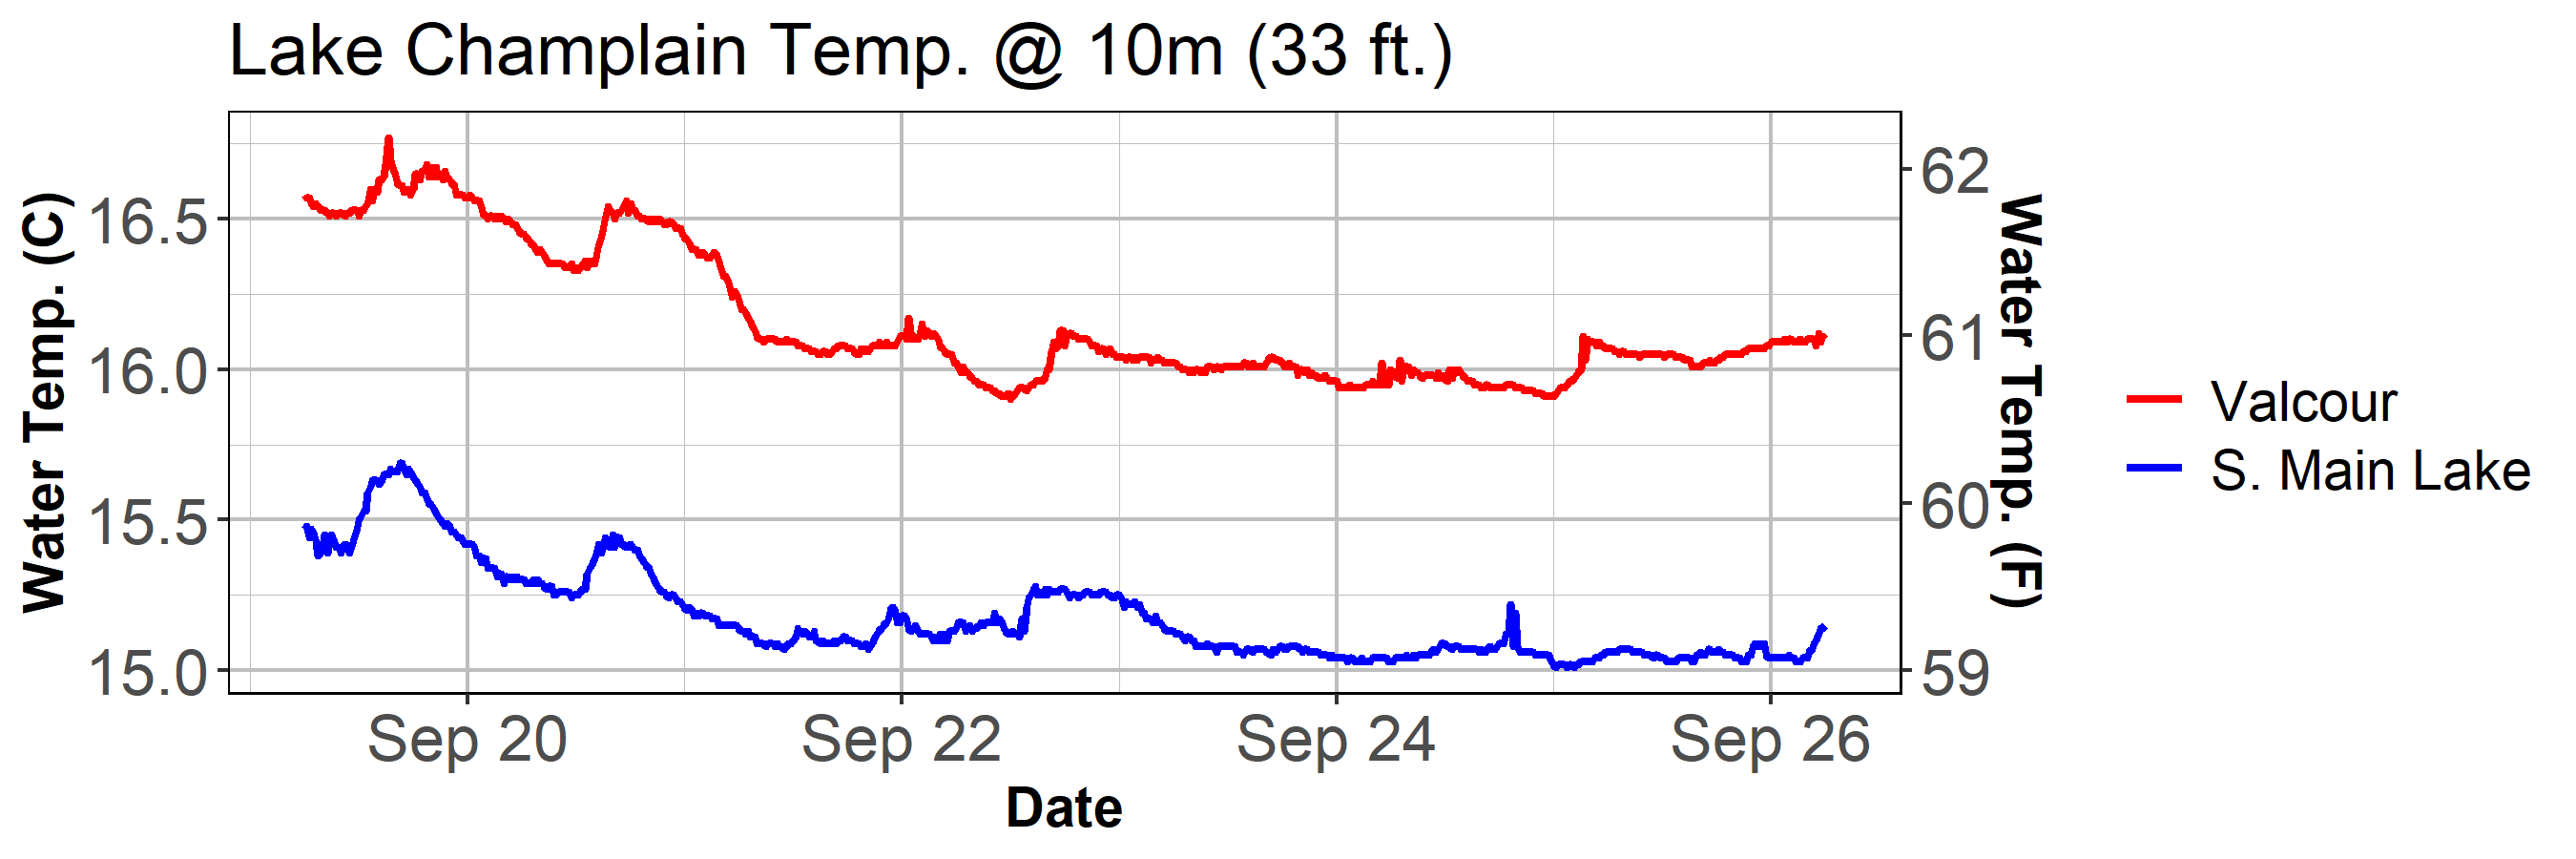 Lake Champlain Temp. @ 10m (33 ft.)
Water Temp. (C)
16.5
16.0
15.5
15.0
62
61
60
59
Water Temp. (F)
Sep 20
Sep 22
Sep 24
Sep 26
Date
Valcour
S. Main Lake